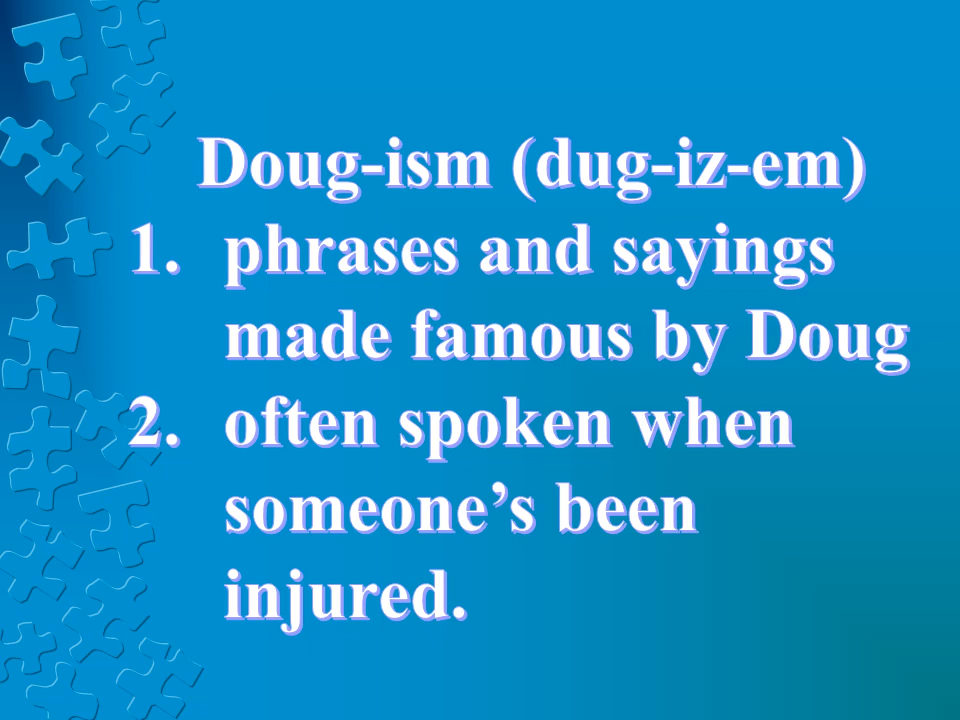 Doug-ism (dug-iz-em)
1. phrases and sayings
made famous by Doug
2. often spoken when
someone’s been
injured.